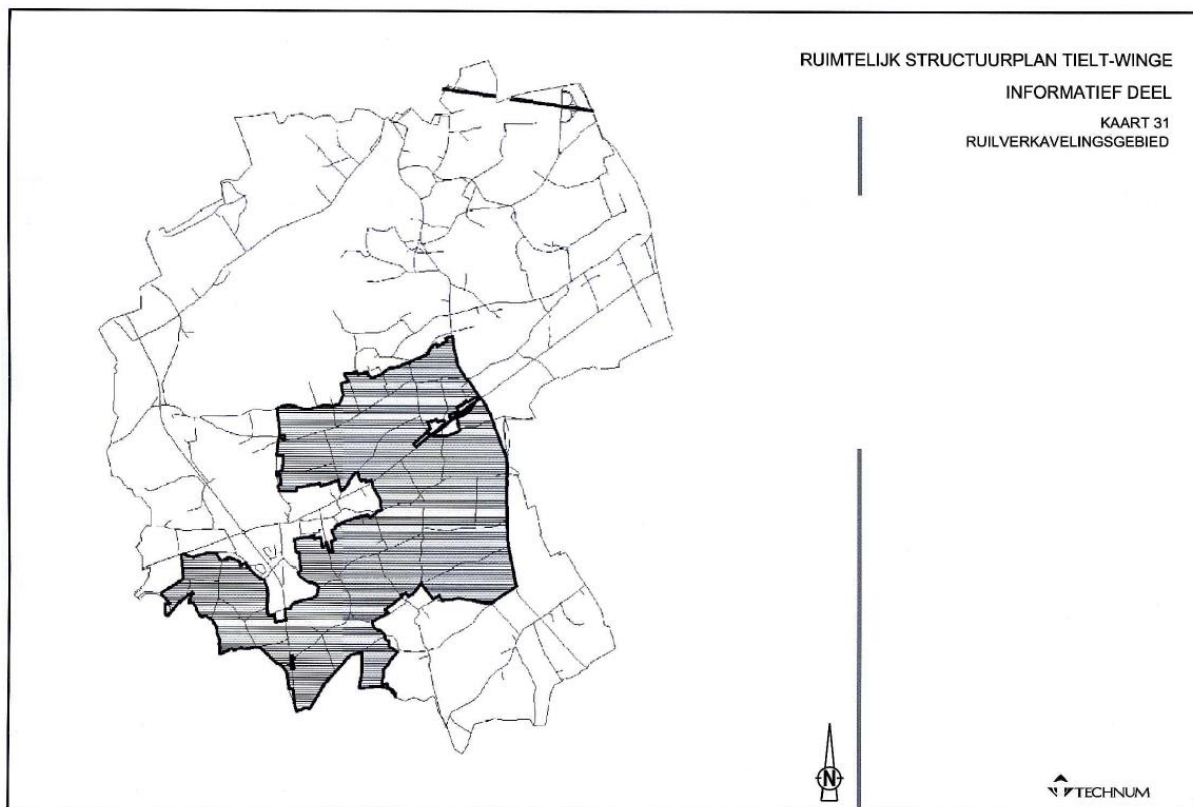 RUIMTELIJK STRUCTUURPLAN TIELT-WINGE
INFORMATIEF DEEL
KAART 31
RUILVERKAVELINGSGEBIED
N
TECHNUM